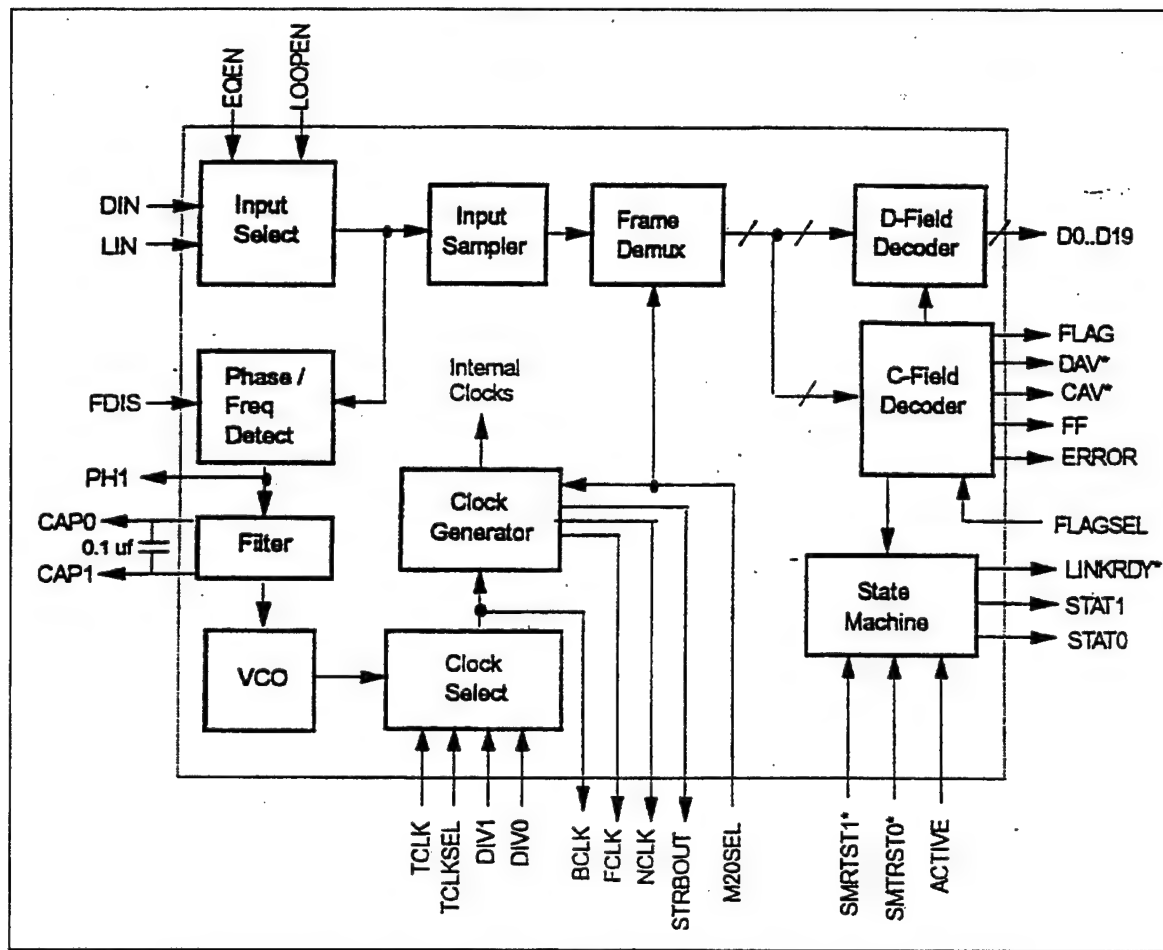 EQEN
LOOPEN
DIN
LIN
Input
Select
Input
Sampler
Frame
Demux
D-Field
Decoder
D0..D19
FDIS
Phase /
Freq
Detect
Internal
Clocks
C-Field
Decoder
FLAG
DAV*
CAV*
FF
ERROR
PH1
CAP0
0.1 uf
CAP1
Filter
Clock
Generator
FLAGSEL
State
Machine
LINKRDY*
STAT1
STAT0
VCO
Clock
Select
TCLK
TCLKSEL
DIV1
DIV0
BCLK
FCLK
NCLK
STRBOUT
M20SEL
SMRTST1*
SMTRST0*
ACTIVE